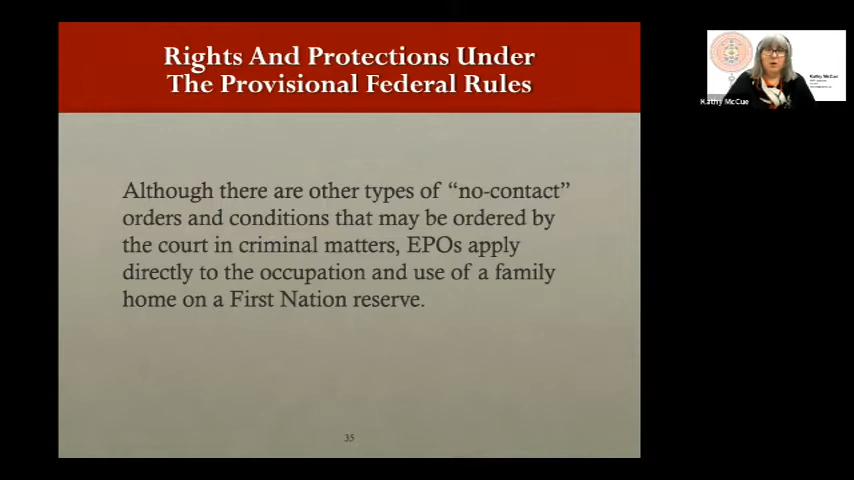 Rights And Protections Under
The Provisional Federal Rules
Although there are other types of “no-contact”
orders and conditions that may be ordered by
the court in criminal matters, EPOs apply
directly to the occupation and use of a family
home on a First Nation reserve.
35
Kathy McCue
Kathy McCue